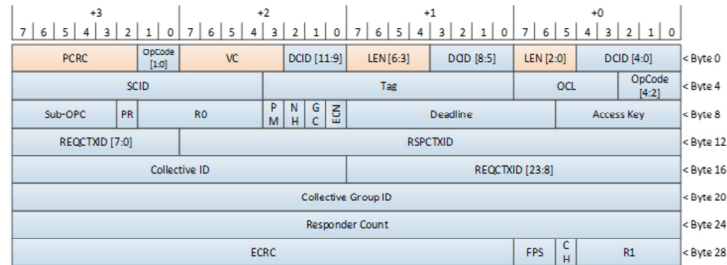 +3 +2 +1 +0
7 6 5 4 3 2 1 0 7 6 5 4 3 2 1 0 7 6 5 4 3 2 1 0 7 6 5 4 3 2 1 0
PCRC OpCode [1:0] VC DCID [11:9] LEN [6:3] DCID [8:5] LEN [2:0] DCID [4:0] < Byte 0
SCID Tag OCL OpCode [4:2] < Byte 4
Sub-OPC PR R0 PM NH GC ECN Deadline Access Key < Byte 8
REQCTXID [7:0] RSPCTXID < Byte 12
Collective ID REQCTXID [23:8] < Byte 16
Collective Group ID < Byte 20
Responder Count < Byte 24
ECRC FPS CH R1 < Byte 28